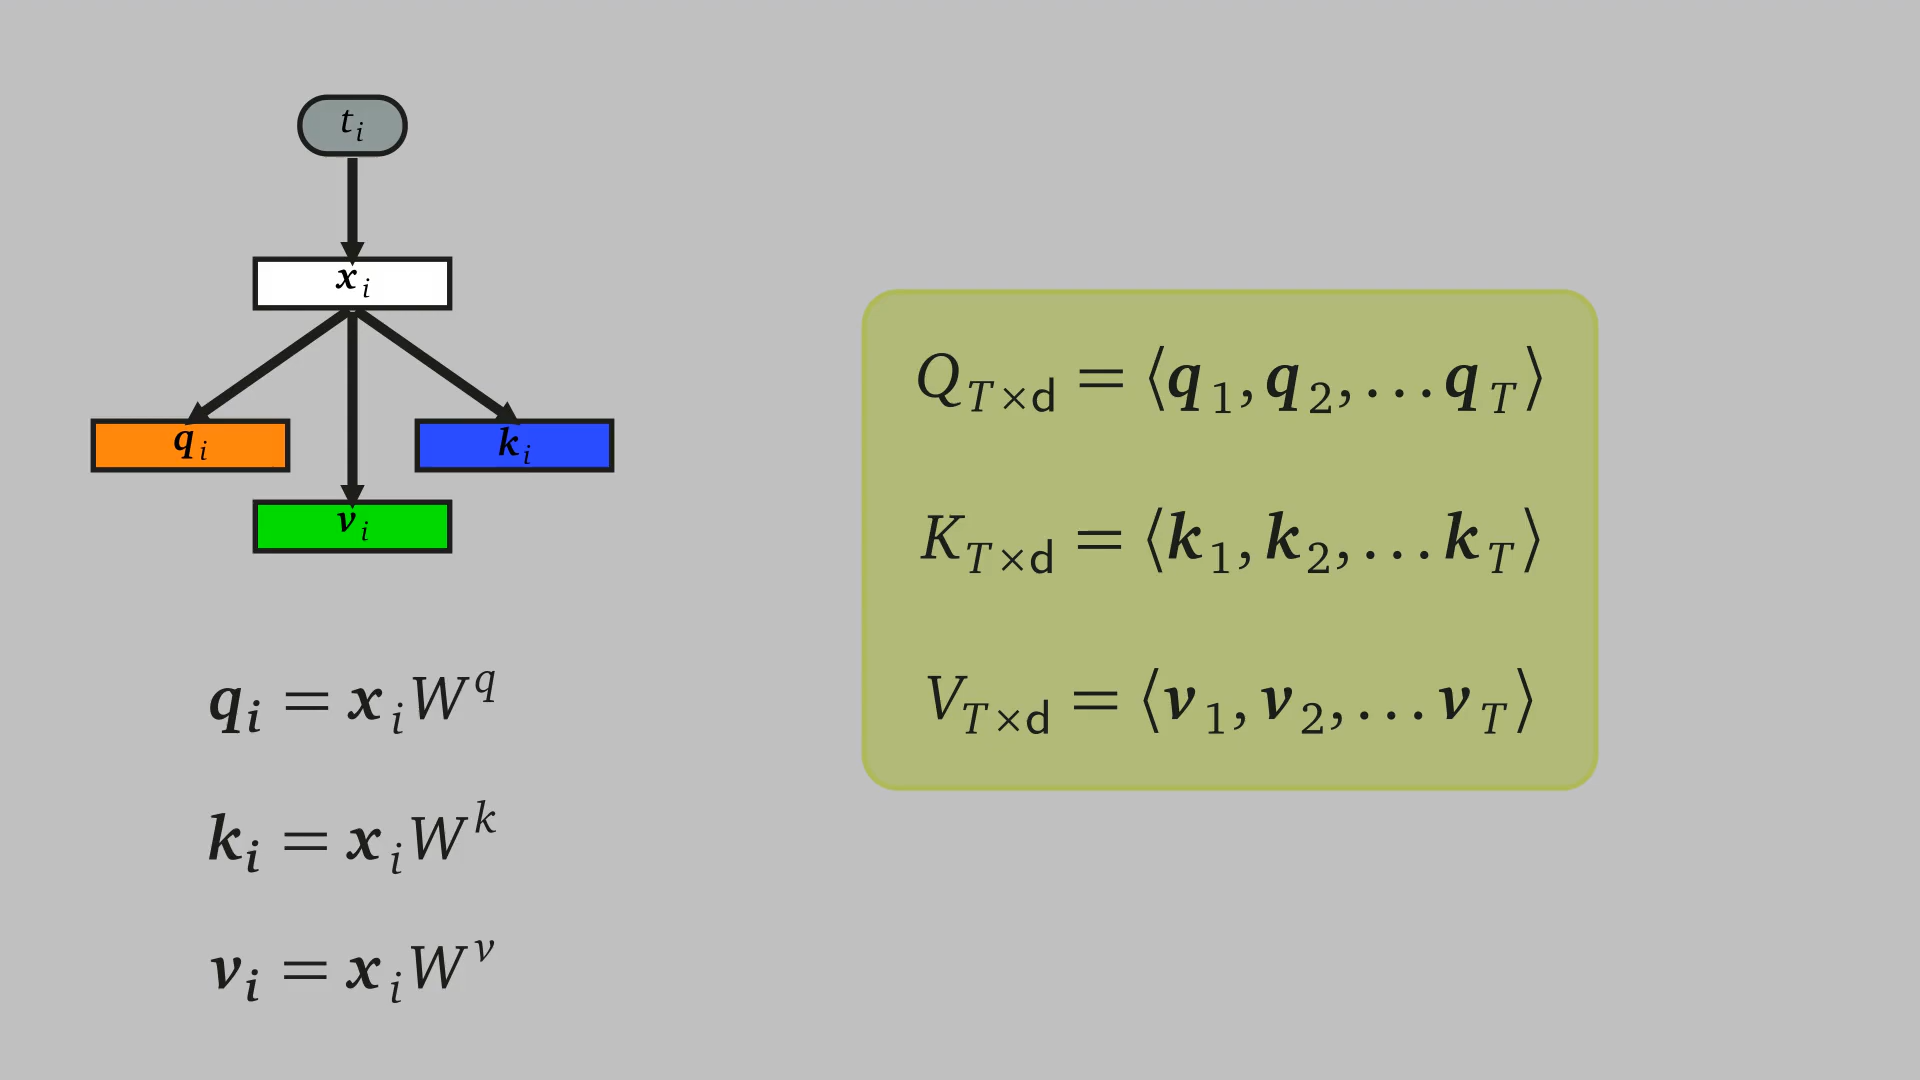 t_i
x_i
q_i
k_i
v_i
q_i = x_i W^q
k_i = x_i W^k
v_i = x_i W^v
Q_{T×d} = ⟨q_1, q_2, … q_T⟩
K_{T×d} = ⟨k_1, k_2, … k_T⟩
V_{T×d} = ⟨v_1, v_2, … v_T⟩